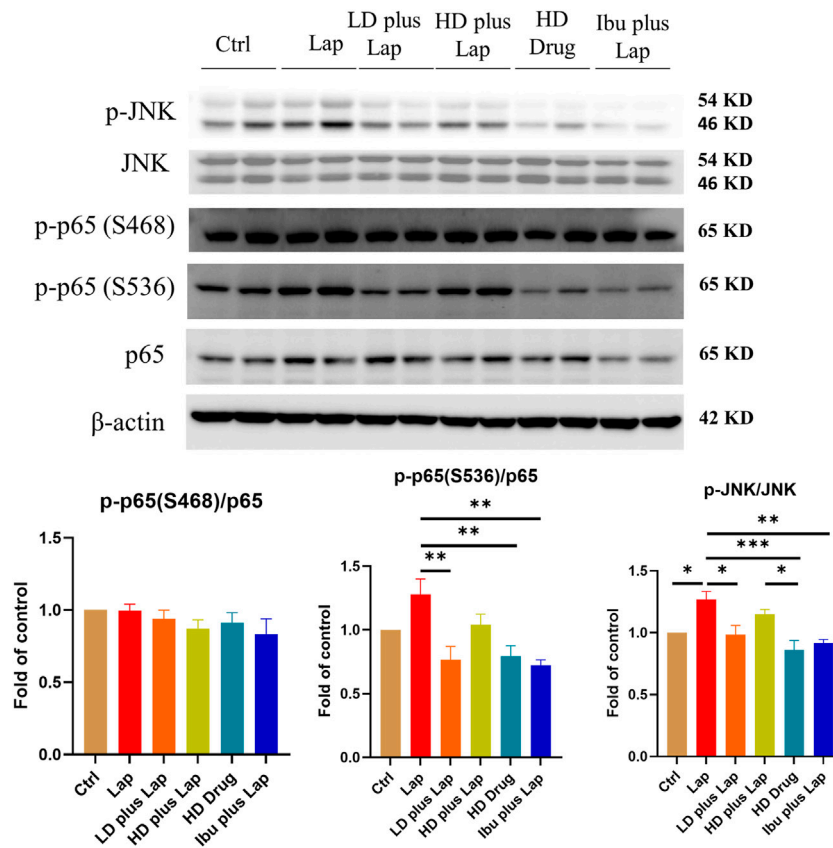 Ctrl
Lap
LD plus
Lap
HD plus
Lap
HD
Drug
Ibu plus
Lap
p-JNK
54 KD
46 KD
JNK
54 KD
46 KD
p-p65 (S468)
65 KD
p-p65 (S536)
65 KD
p65
65 KD
β-actin
42 KD
p-p65(S468)/p65
Fold of control
1.5
1.0
0.5
0.0
Ctrl
Lap
LD plus Lap
HD plus Lap
HD Drug
Ibu plus Lap
p-p65(S536)/p65
**
**
**
Fold of control
1.5
1.0
0.5
0.0
Ctrl
Lap
LD plus Lap
HD plus Lap
HD Drug
Ibu plus Lap
p-JNK/JNK
**
***
*
*
*
Fold of control
1.5
1.0
0.5
0.0
Ctrl
Lap
LD plus Lap
HD plus Lap
HD Drug
Ibu plus Lap